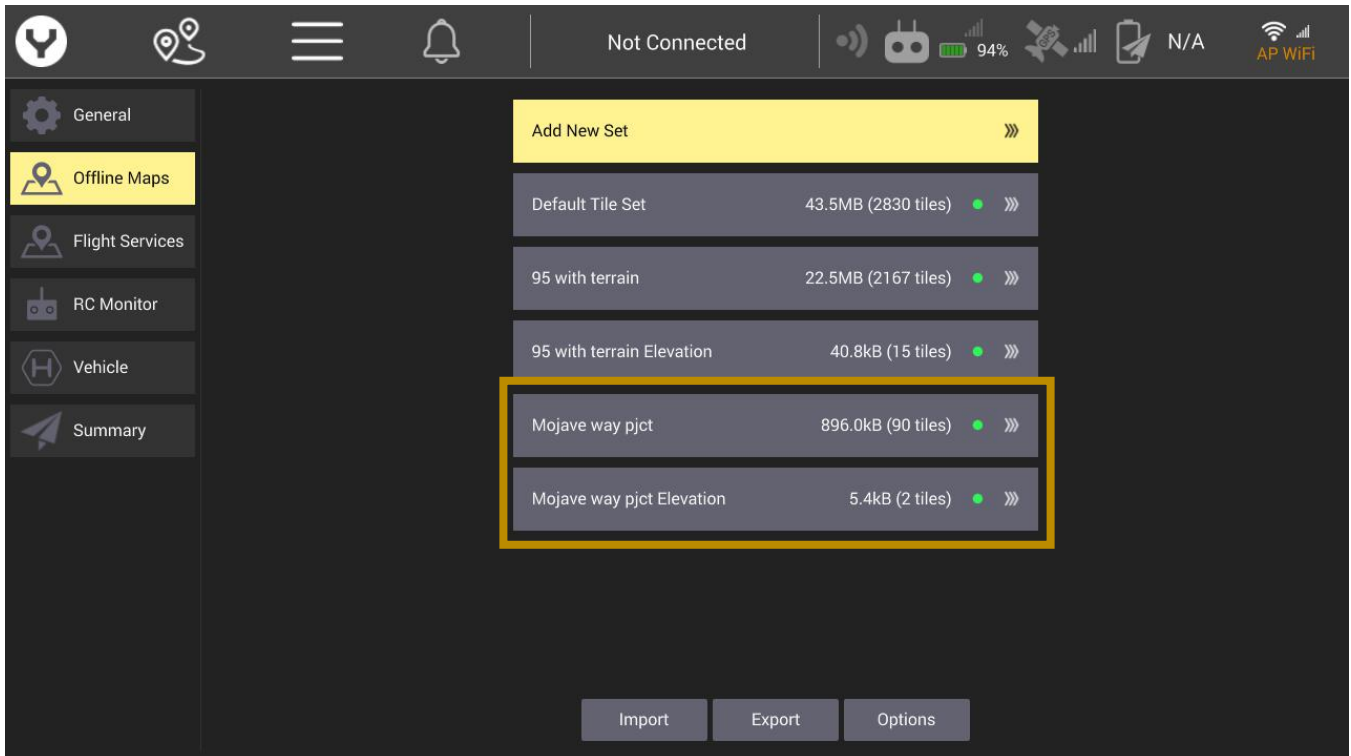 Y
Not Connected
94%
GPS
N/A
AP WiFi
General
Offline Maps
Flight Services
RC Monitor
H
Vehicle
Summary
Add New Set
Default Tile Set 43.5MB (2830 tiles)
95 with terrain 22.5MB (2167 tiles)
95 with terrain Elevation 40.8kB (15 tiles)
Mojave way pjct 896.0kB (90 tiles)
Mojave way pjct Elevation 5.4kB (2 tiles)
Import Export Options